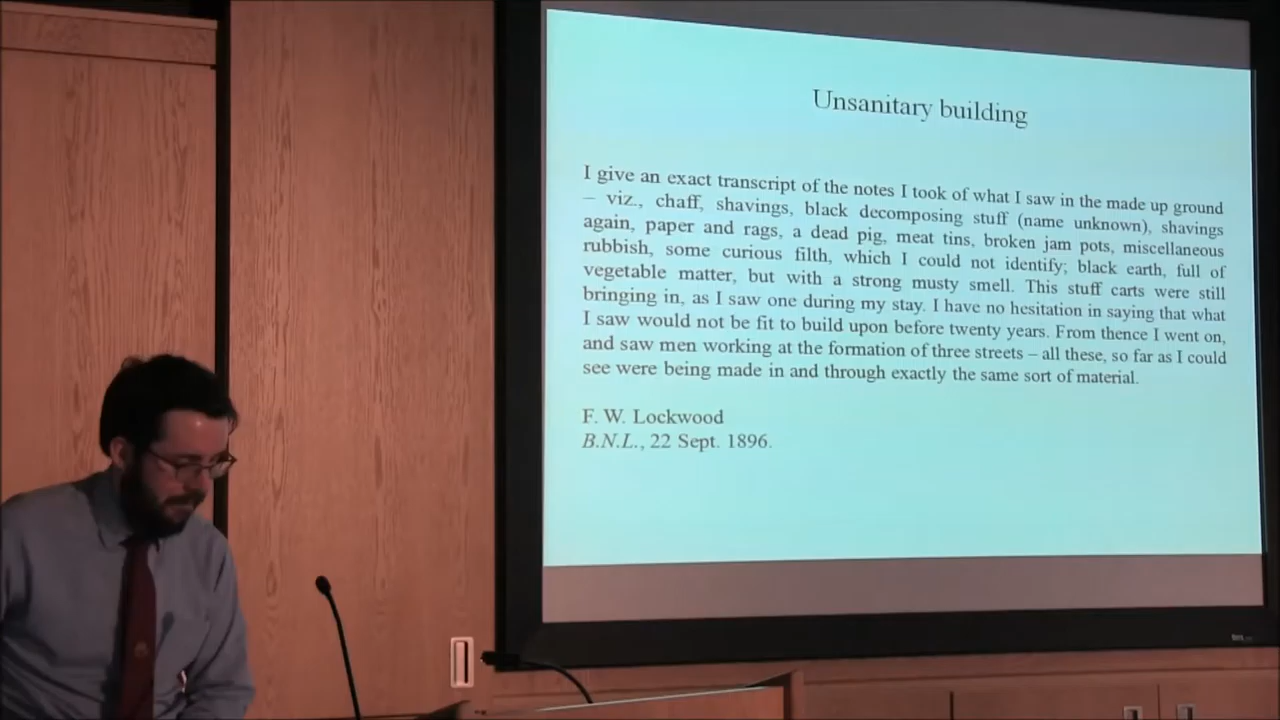 Unsanitary building
I give an exact transcript of the notes I took of what I saw in the made up ground
– viz., chaff, shavings, black decomposing stuff (name unknown), shavings
again, paper and rags, a dead pig, meat tins, broken jam pots, miscellaneous
rubbish, some curious filth, which I could not identify; black earth, full of
vegetable matter, but with a strong musty smell. This stuff carts were still
bringing in, as I saw one during my stay. I have no hesitation in saying that what
I saw would not be fit to build upon before twenty years. From thence I went on,
and saw men working at the formation of three streets – all these, so far as I could
see were being made in and through exactly the same sort of material.
F. W. Lockwood
B.N.L., 22 Sept. 1896.